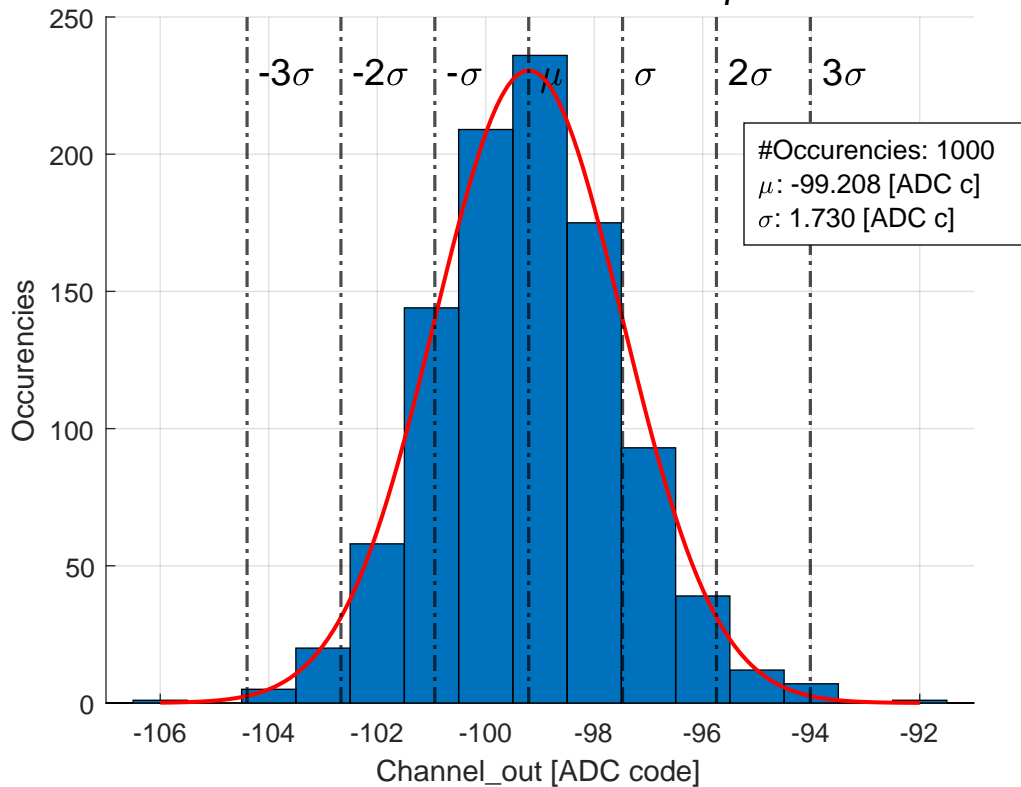 250
200
150
100
50
0
-3σ
-2σ
-σ
μ
σ
2σ
3σ
#Occurencies: 1000
μ: -99.208 [ADC c]
σ: 1.730 [ADC c]
Occurencies
-106
-104
-102
-100
-98
-96
-94
-92
Channel_out [ADC code]